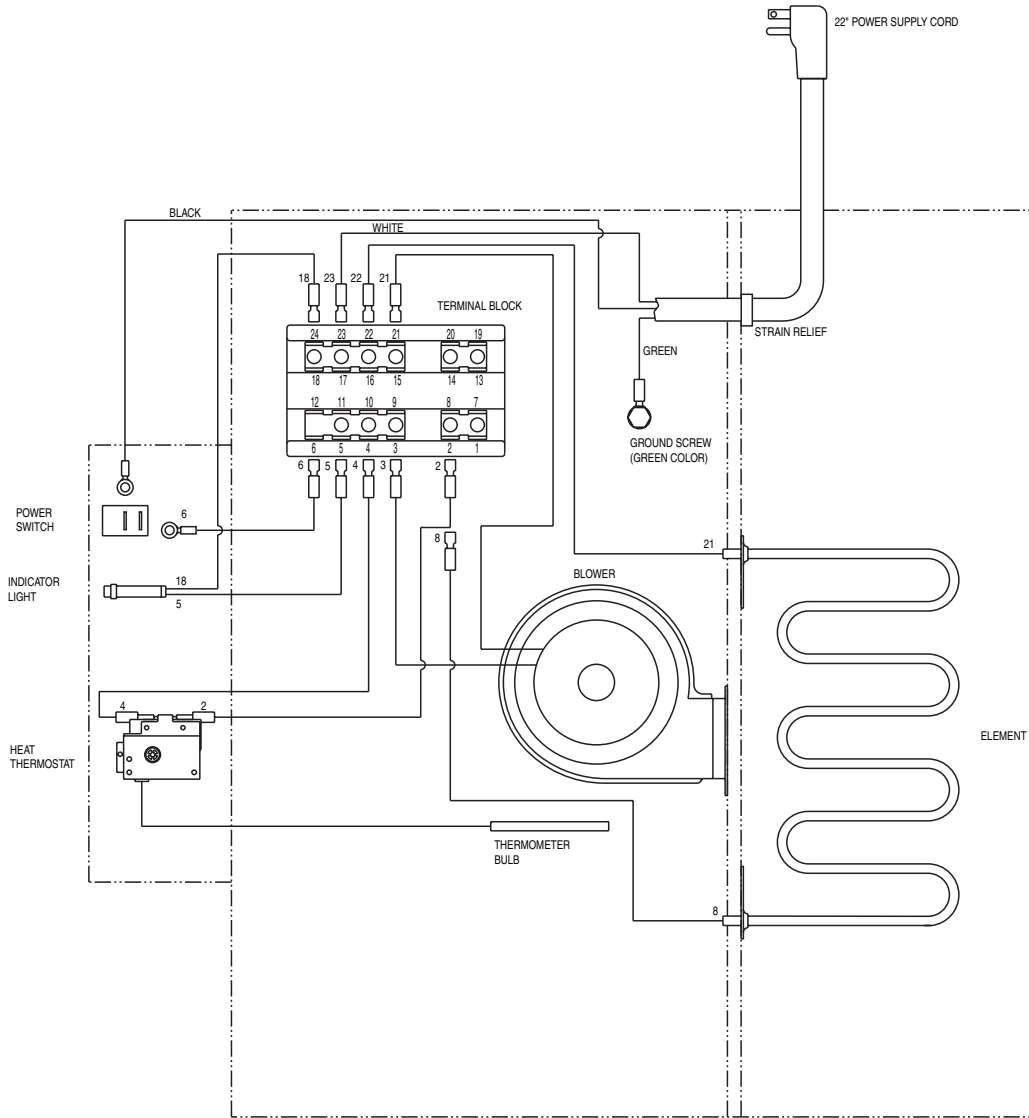 22" POWER SUPPLY CORD
BLACK
WHITE
18 23 22 21
TERMINAL BLOCK
24 23 22 21 20 19
18 17 16 15 14 13
12 11 10 9 8 7
6 5 4 3 2 1
6 5 4 3 2
STRAIN RELIEF
GREEN
GROUND SCREW
(GREEN COLOR)
POWER
SWITCH
6
8
21
INDICATOR
LIGHT
18
5
BLOWER
4 2
HEAT
THERMOSTAT
ELEMENT
THERMOMETER
BULB
8